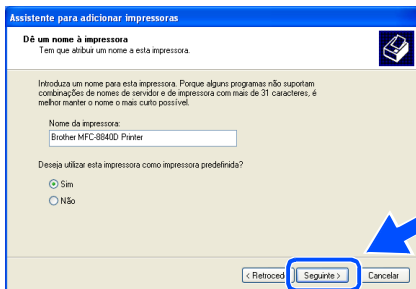 Assistente para adicionar impressoras
Dê um nome à impressora
Tem que atribuir um nome a esta impressora.
Introduza um nome para esta impressora. Porque alguns programas não suportam
combinações de nomes de servidor e de impressora com mais de 31 caracteres, é
melhor manter o nome o mais curto possível.
Nome da impressora:
Brother MFC-8840D Printer
Deseja utilizar esta impressora como impressora predefinida?
Sim
Não
< Retroced Seguinte > Cancelar